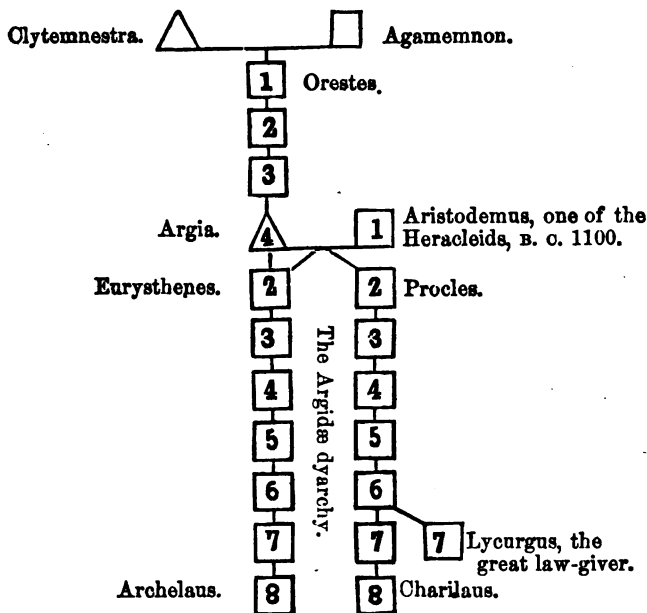 Clytemnestra. Agamemnon.
1 Orestes.
2
3
Argia. 4 1 Aristodemus, one of the
Heracleids, B. C. 1100.
Eurysthenes. 2 2 Procles.
3 3
4 4
5 5
6 6
7 7 7 Lycurgus, the
great law-giver.
Archelaus. 8 8 Charilaus.
The Argidæ dyarchy.